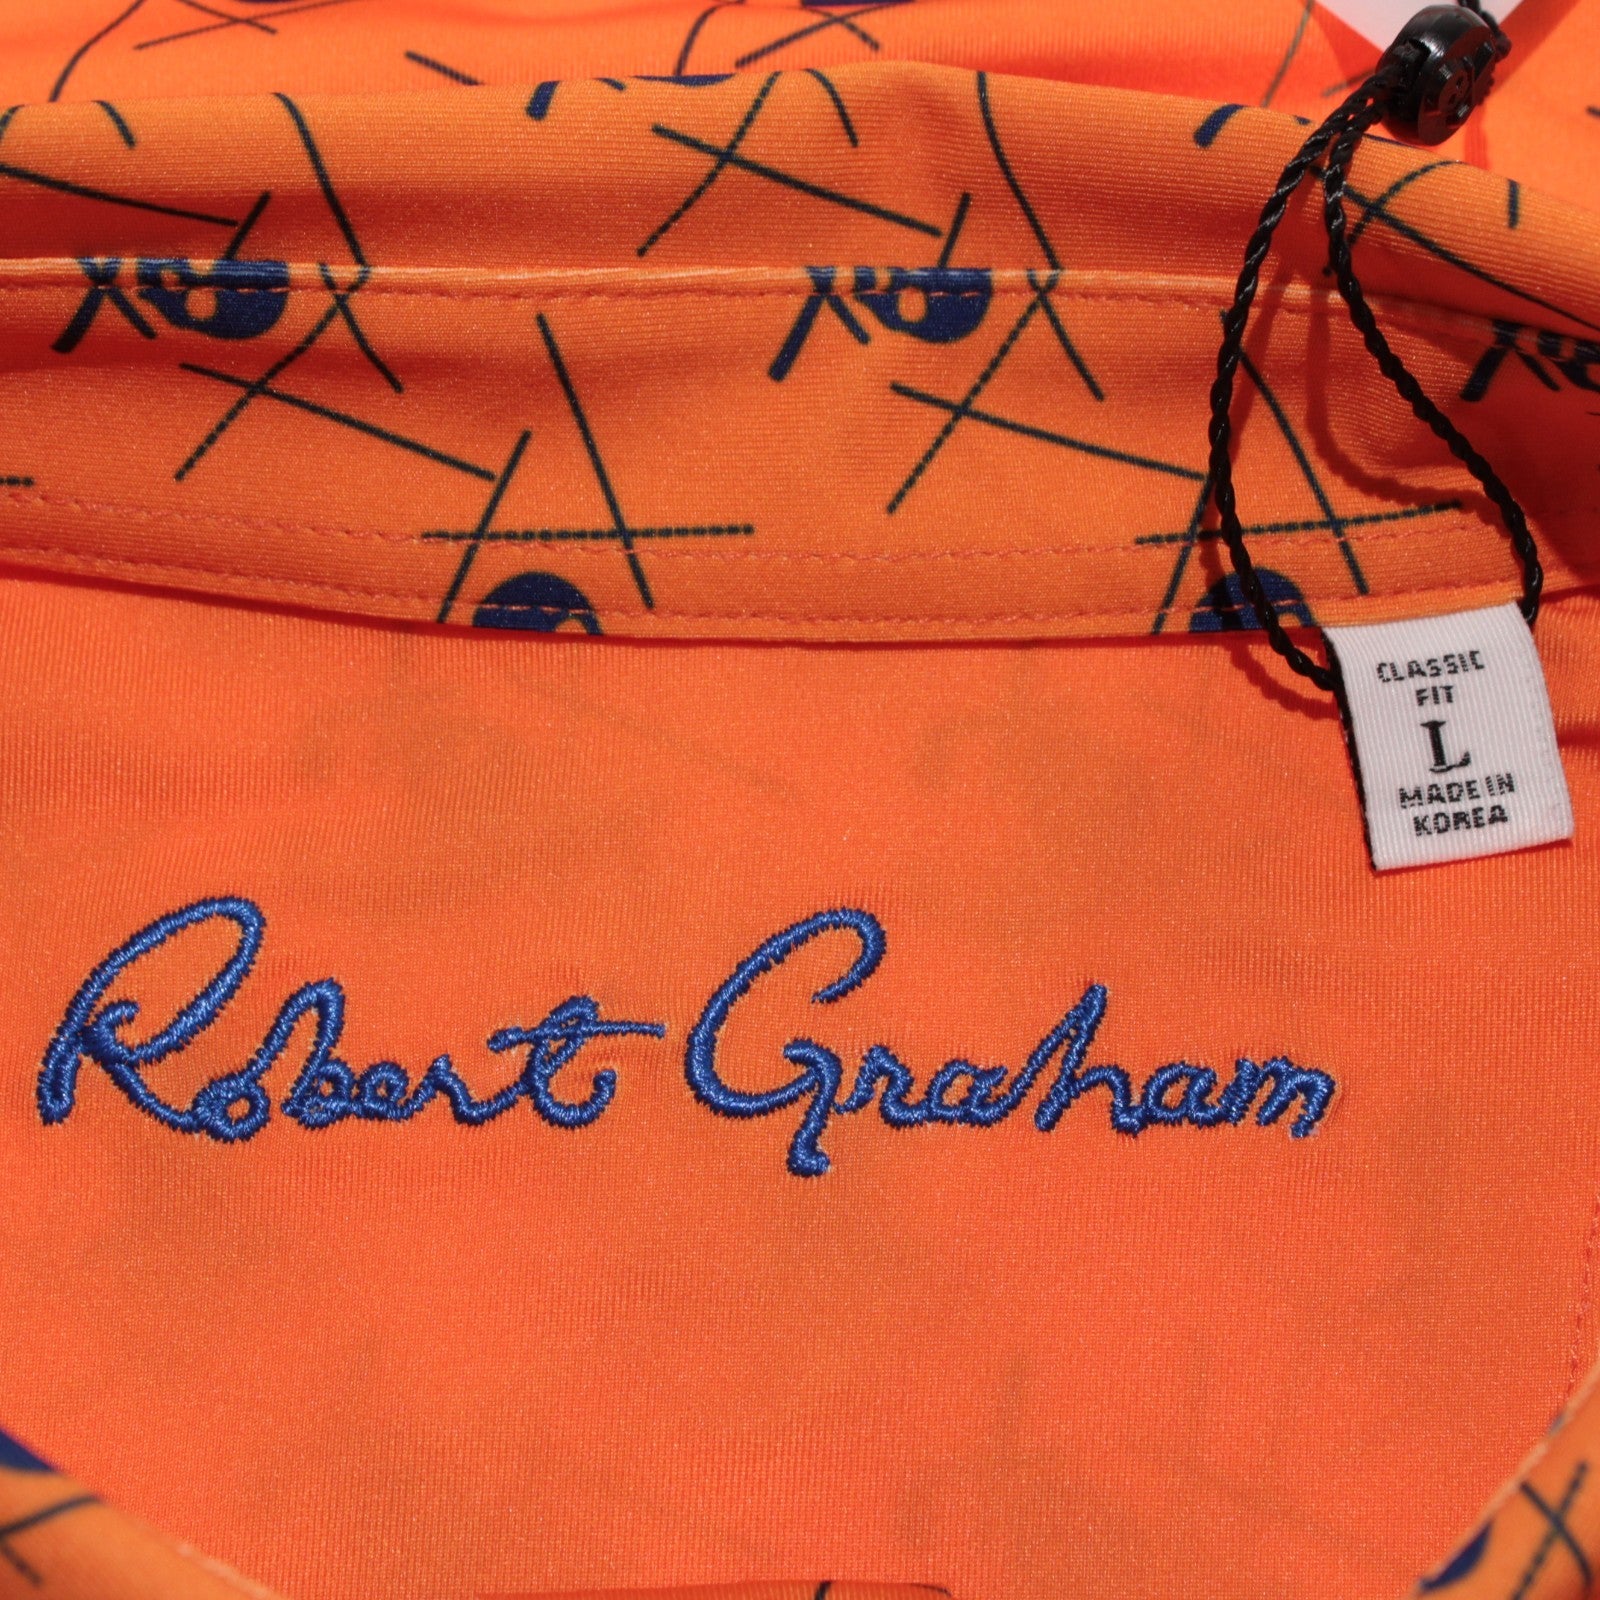 CLASSIC
FIT
L
MADE IN
KOREA
Robert Graham